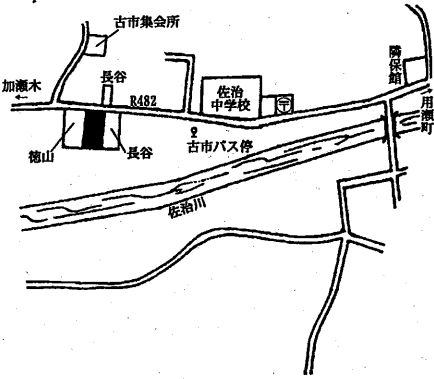 古市集会所
加瀬木
長谷
R482
佐治
中学校
〒
隣保館
用瀬町
徳山
長谷
古市バス停
佐治川